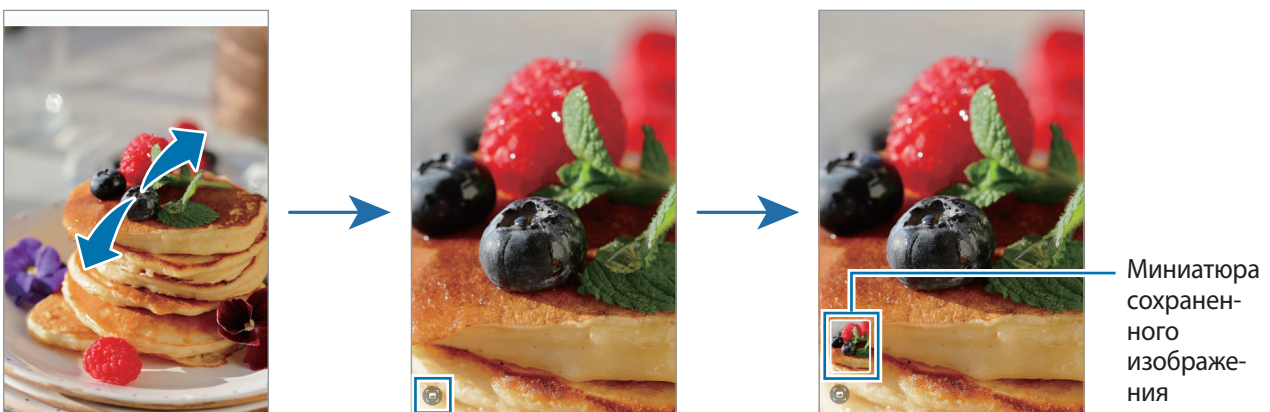 Миниатюра
сохранен-
ного
изображе-
ния